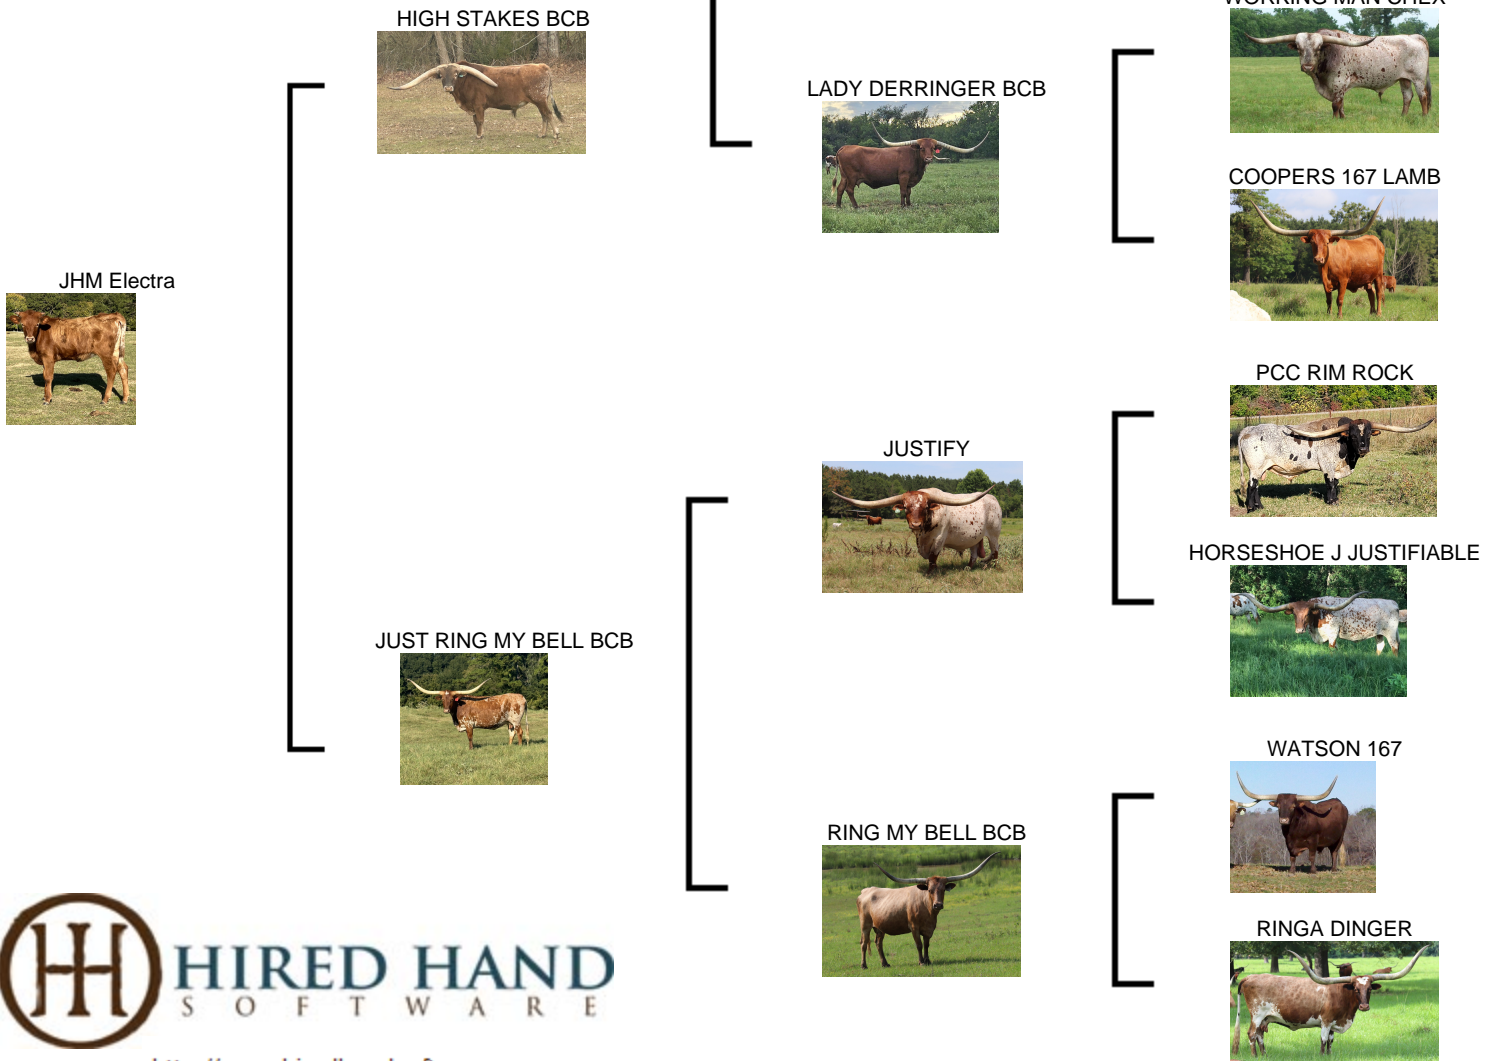 HIGH STAKES BCB
LADY DERRINGER BCB
COOPERS 167 LAMB
JHM Electra
PCC RIM ROCK
JUSTIFY
HORSESHOE J JUSTIFIABLE
JUST RING MY BELL BCB
WATSON 167
RING MY BELL BCB
RINGA DINGER
HIRED HAND
SOFTWARE